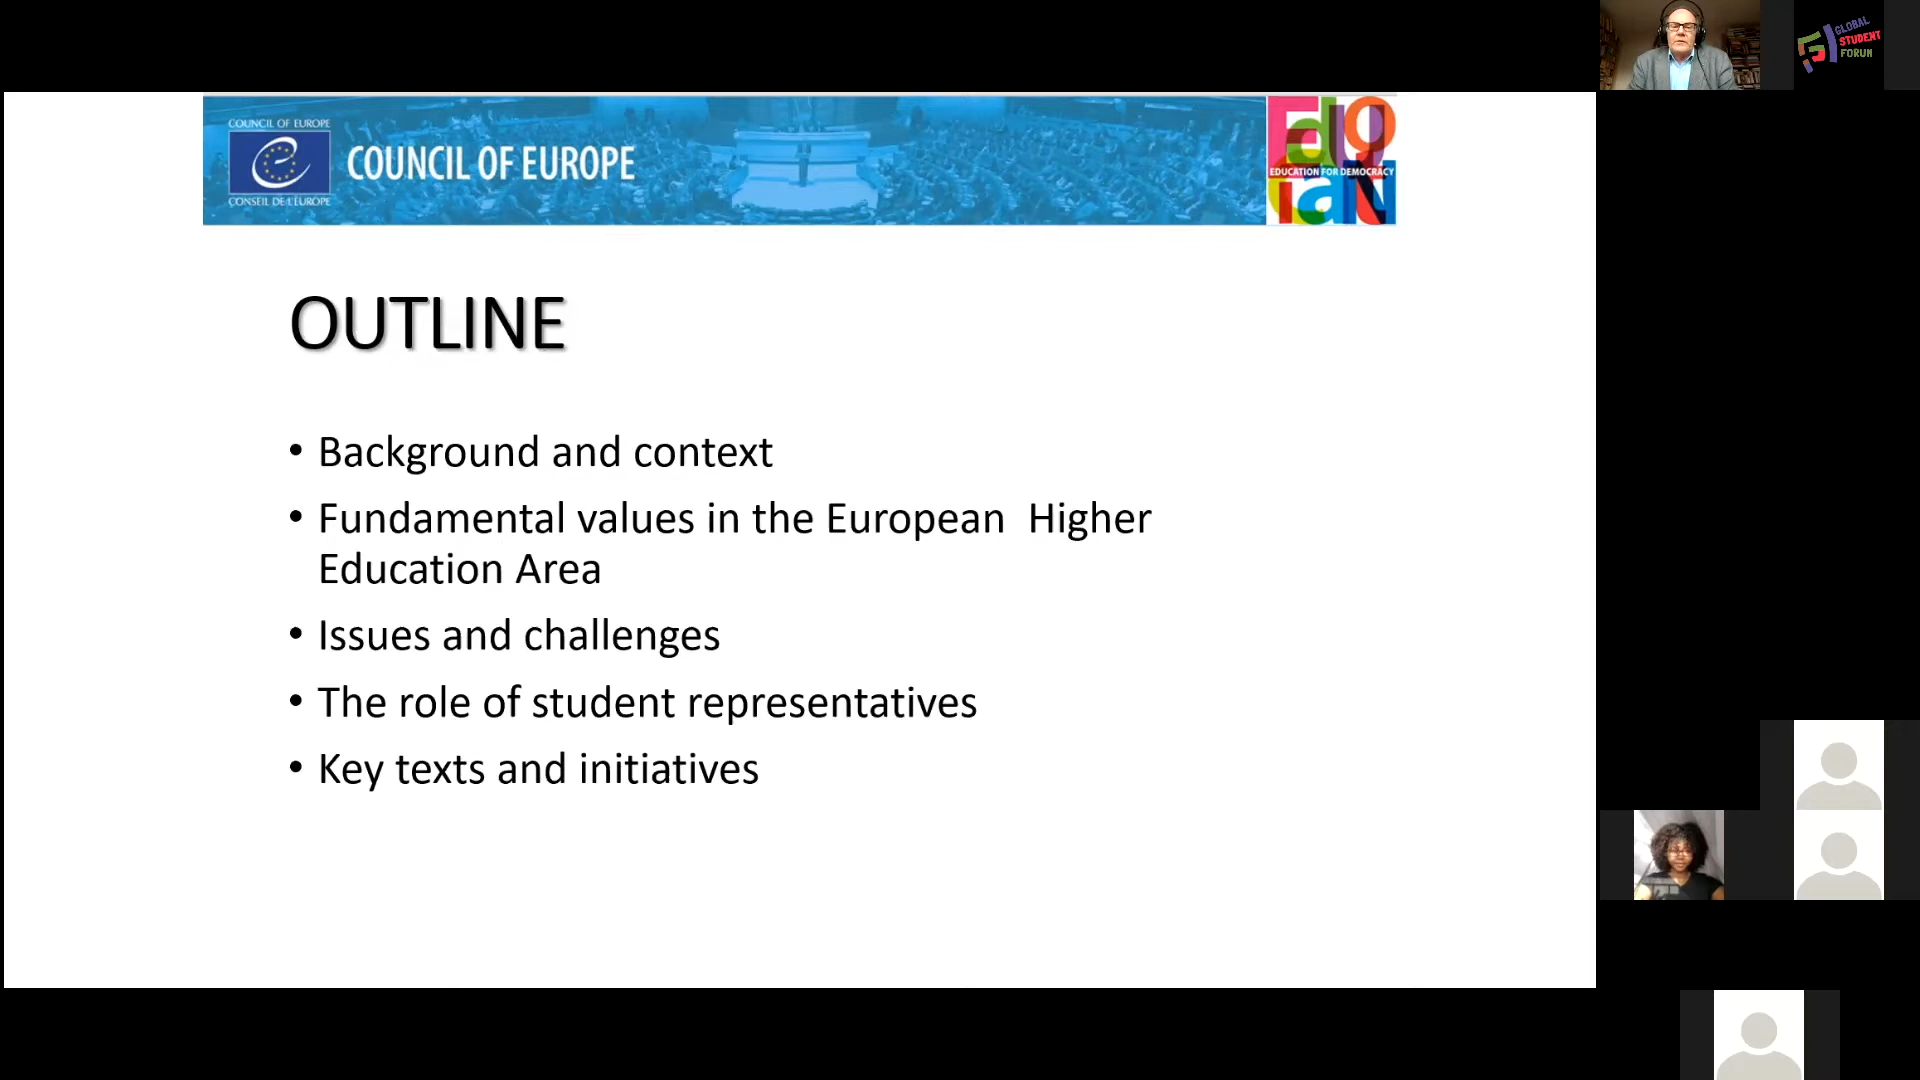 COUNCIL OF EUROPE
COUNCIL OF EUROPE
CONSEIL DE L'EUROPE
EDUCATION FOR DEMOCRACY
GLOBAL
STUDENT
FORUM
OUTLINE
• Background and context
• Fundamental values in the European  Higher
Education Area
• Issues and challenges
• The role of student representatives
• Key texts and initiatives